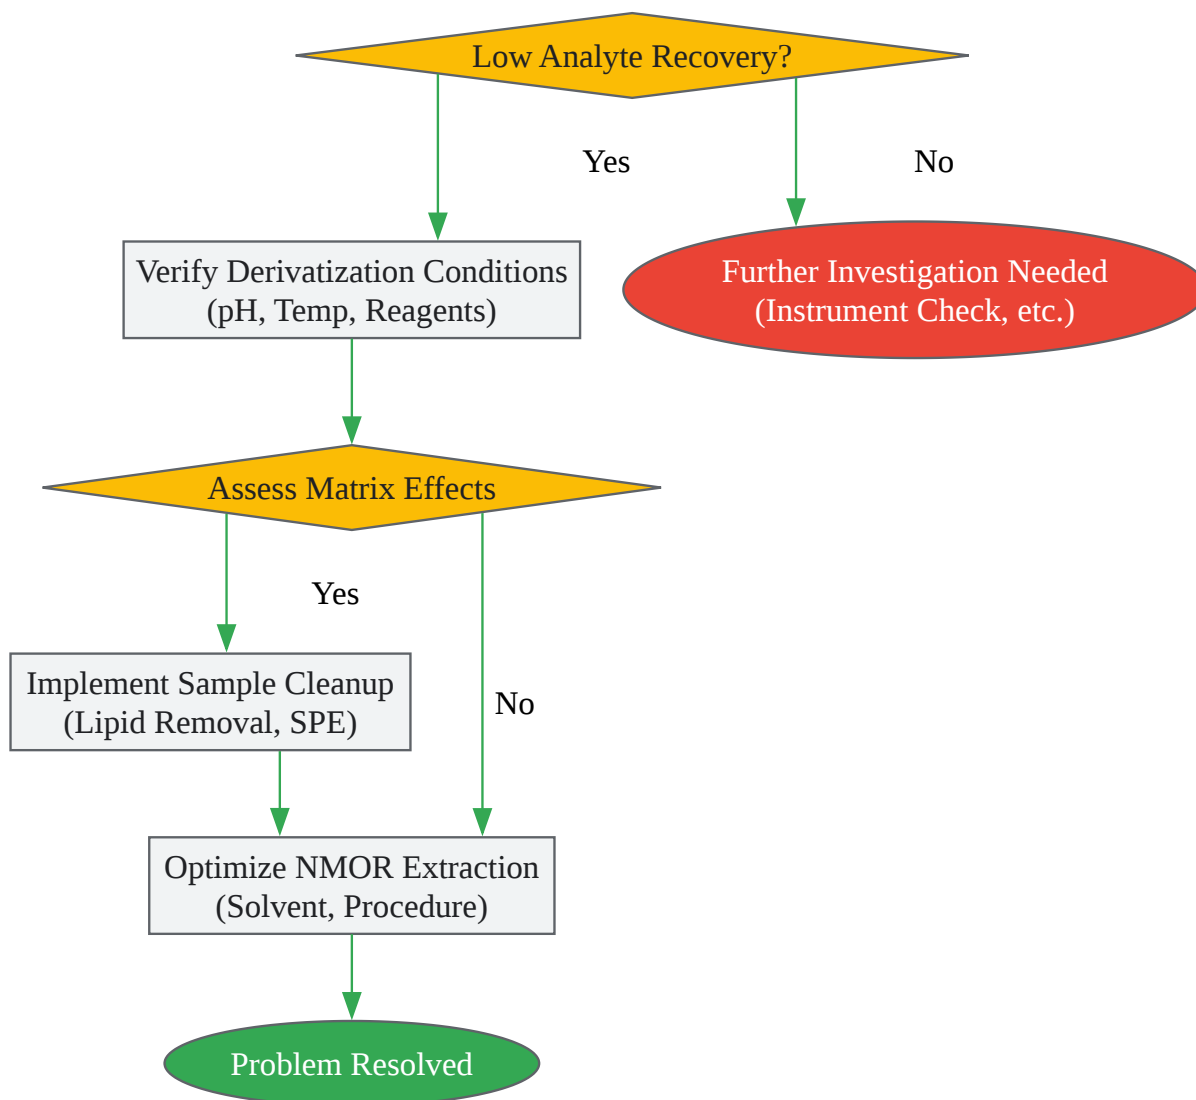 Low Analyte Recovery?
Yes
No
Verify Derivatization Conditions
(pH, Temp, Reagents)
Further Investigation Needed
(Instrument Check, etc.)
Assess Matrix Effects
Yes
Implement Sample Cleanup
(Lipid Removal, SPE)
No
Optimize NMOR Extraction
(Solvent, Procedure)
Problem Resolved